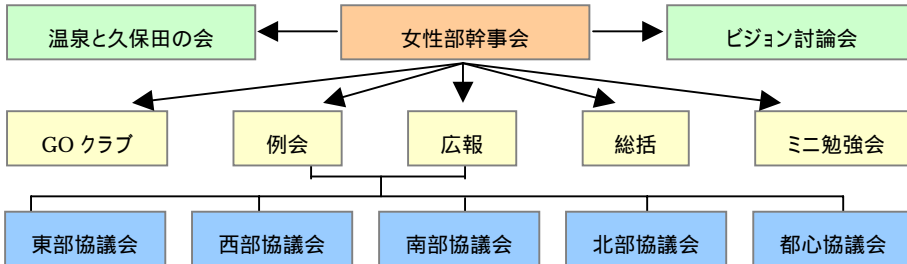 温泉と久保田の会 女性部幹事会 ビジョン討論会
GO クラブ 例会 広報 総括 ミニ勉強会
東部協議会 西部協議会 南部協議会 北部協議会 都心協議会